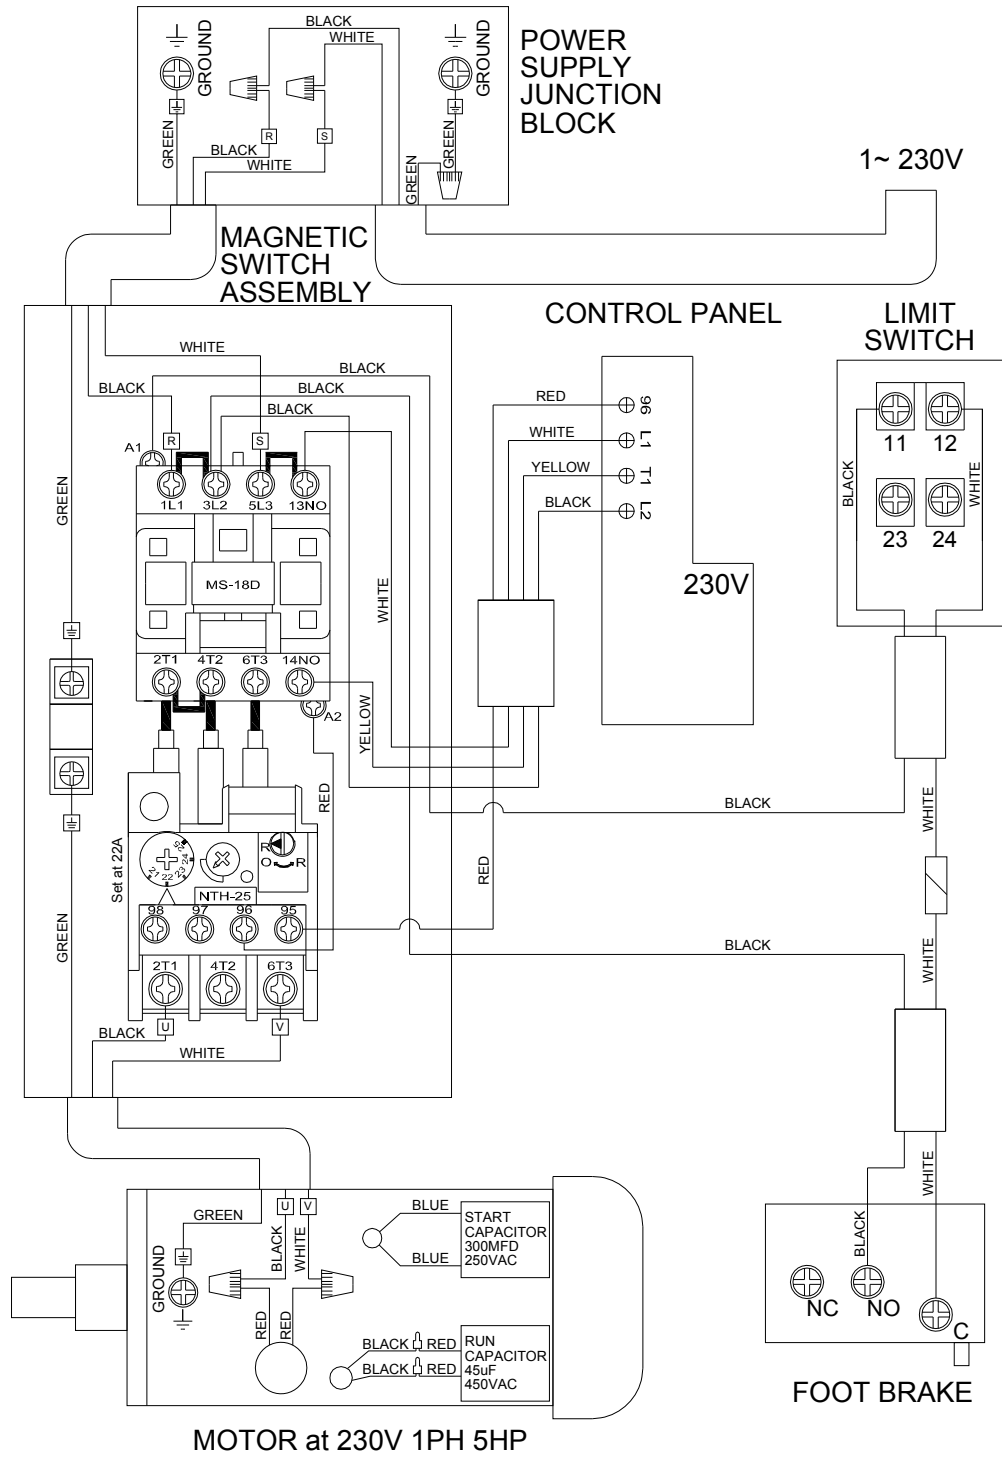 BLACK
WHITE
GROUND
GROUND
POWER
SUPPLY
JUNCTION
BLOCK
R
S
GREEN
BLACK
WHITE
GREEN
GREEN
1~ 230V
MAGNETIC
SWITCH
ASSEMBLY
CONTROL PANEL
LIMIT
SWITCH
WHITE
BLACK
BLACK
BLACK
BLACK
R
S
A1
1L1
3L2
5L3
13NO
RED
WHITE
YELLOW
BLACK
96
L1
T1
L2
230V
11
12
23
24
BLACK
WHITE
GREEN
MS-18D
WHITE
2T1
4T2
6T3
14NO
A2
YELLOW
RED
BLACK
WHITE
RED
Set at 22A
21
22
23
24
25
R
O
R
NTH-25
98
97
96
95
GREEN
BLACK
WHITE
2T1
4T2
6T3
U
V
BLACK
WHITE
GREEN
U
V
BLACK
WHITE
GROUND
RED
RED
BLUE
BLUE
START
CAPACITOR
300MFD
250VAC
BLACK
RED
BLACK
RED
RUN
CAPACITOR
45uF
450VAC
WHITE
BLACK
NC
NO
C
FOOT BRAKE
MOTOR at 230V 1PH 5HP